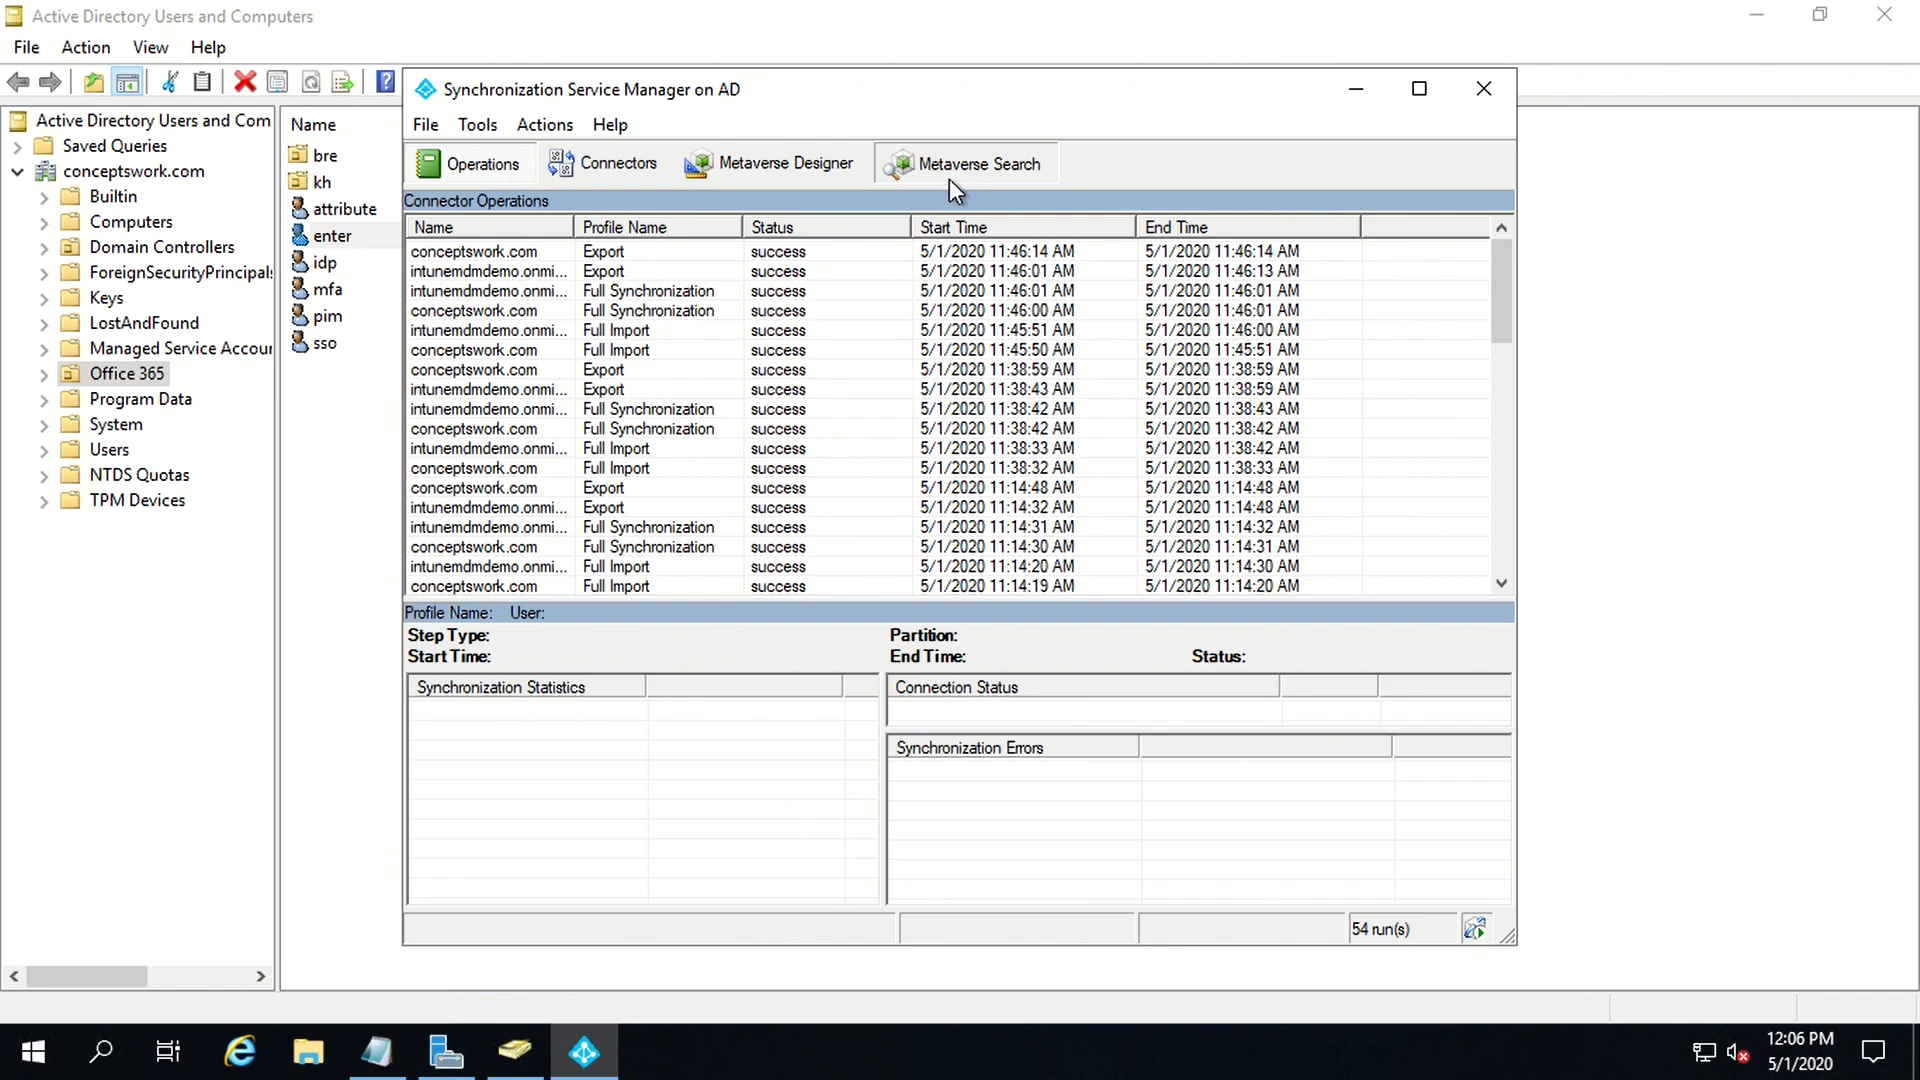 Active Directory Users and Computers
File Action View Help
Active Directory Users and Com
Saved Queries
conceptswork.com
Builtin
Computers
Domain Controllers
ForeignSecurityPrincipal
Keys
LostAndFound
Managed Service Accour
Office 365
Program Data
System
Users
NTDS Quotas
TPM Devices
Name
bre
kh
attribute
enter
idp
mfa
pim
sso
Synchronization Service Manager on AD
File Tools Actions Help
Operations Connectors Metaverse Designer Metaverse Search
Connector Operations
Name Profile Name Status Start Time End Time
conceptswork.com Export success 5/1/2020 11:46:14 AM 5/1/2020 11:46:14 AM
intunemdmdemo.onmi... Export success 5/1/2020 11:46:01 AM 5/1/2020 11:46:13 AM
intunemdmdemo.onmi... Full Synchronization success 5/1/2020 11:46:01 AM 5/1/2020 11:46:01 AM
conceptswork.com Full Synchronization success 5/1/2020 11:46:00 AM 5/1/2020 11:46:01 AM
intunemdmdemo.onmi... Full Import success 5/1/2020 11:45:51 AM 5/1/2020 11:46:00 AM
conceptswork.com Full Import success 5/1/2020 11:45:50 AM 5/1/2020 11:45:51 AM
conceptswork.com Export success 5/1/2020 11:38:59 AM 5/1/2020 11:38:59 AM
intunemdmdemo.onmi... Export success 5/1/2020 11:38:43 AM 5/1/2020 11:38:59 AM
intunemdmdemo.onmi... Full Synchronization success 5/1/2020 11:38:42 AM 5/1/2020 11:38:43 AM
conceptswork.com Full Synchronization success 5/1/2020 11:38:42 AM 5/1/2020 11:38:42 AM
intunemdmdemo.onmi... Full Import success 5/1/2020 11:38:33 AM 5/1/2020 11:38:42 AM
conceptswork.com Full Import success 5/1/2020 11:38:32 AM 5/1/2020 11:38:33 AM
conceptswork.com Export success 5/1/2020 11:14:48 AM 5/1/2020 11:14:48 AM
intunemdmdemo.onmi... Export success 5/1/2020 11:14:32 AM 5/1/2020 11:14:48 AM
intunemdmdemo.onmi... Full Synchronization success 5/1/2020 11:14:31 AM 5/1/2020 11:14:32 AM
conceptswork.com Full Synchronization success 5/1/2020 11:14:30 AM 5/1/2020 11:14:31 AM
intunemdmdemo.onmi... Full Import success 5/1/2020 11:14:20 AM 5/1/2020 11:14:30 AM
conceptswork.com Full Import success 5/1/2020 11:14:19 AM 5/1/2020 11:14:20 AM
Profile Name: User:
Step Type: Partition:
Start Time: End Time: Status:
Synchronization Statistics
Connection Status
Synchronization Errors
54 run(s)
12:06 PM
5/1/2020